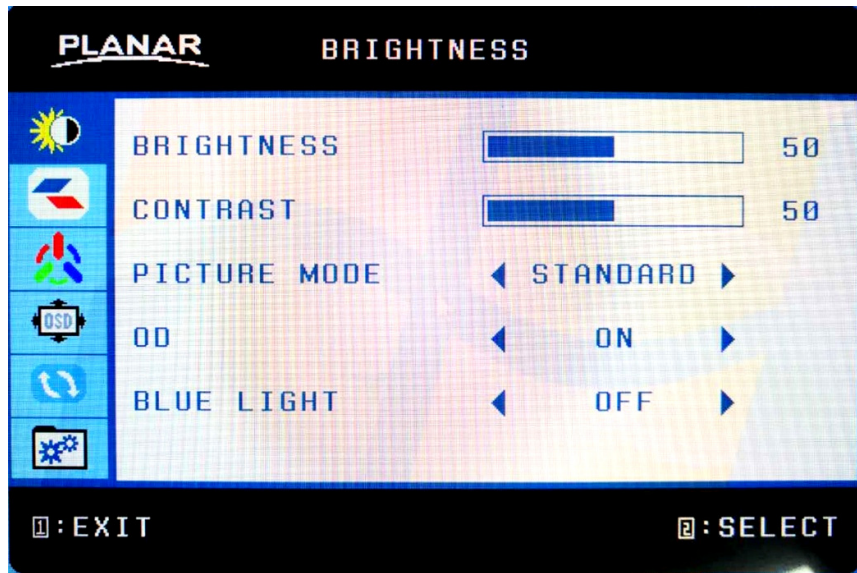 PLANAR BRIGHTNESS
BRIGHTNESS 50
CONTRAST 50
PICTURE MODE STANDARD
OSD
OD ON
BLUE LIGHT OFF
1:EXIT 2:SELECT